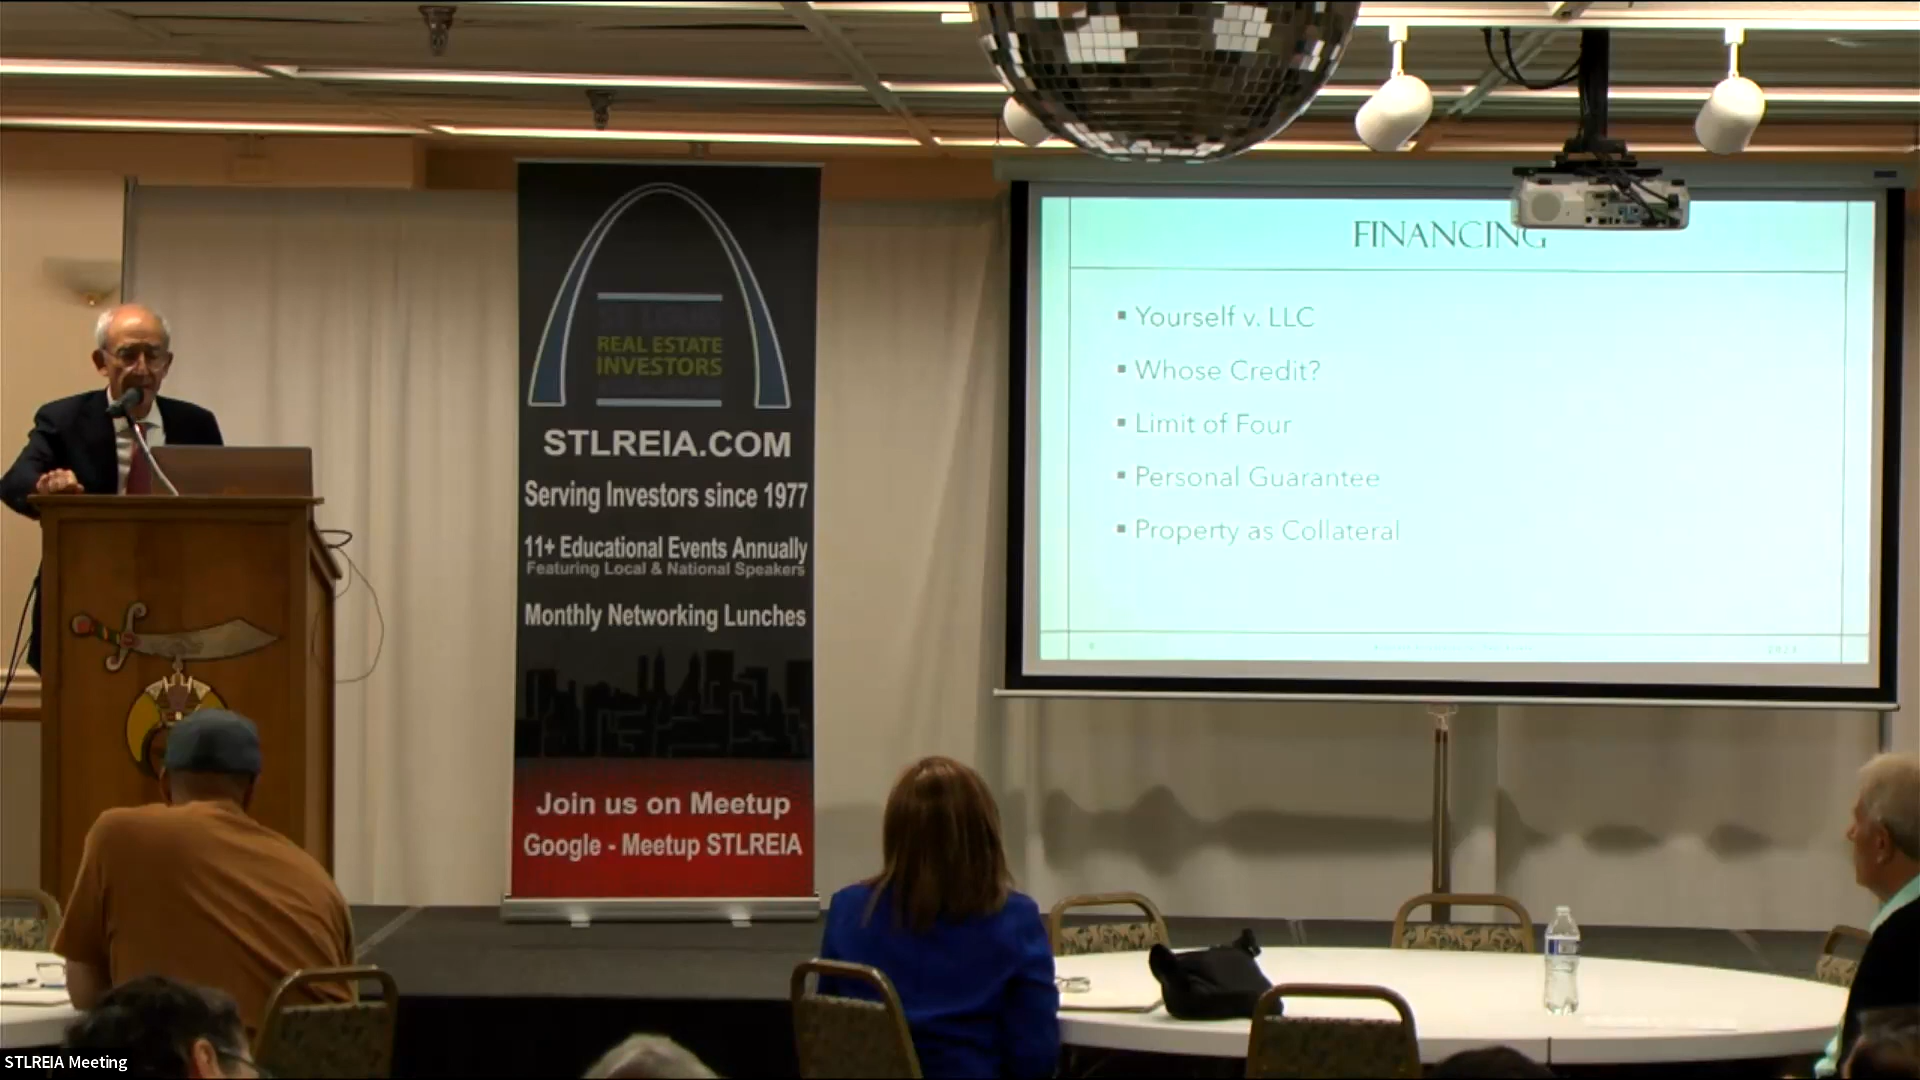 REAL ESTATE
INVESTORS
STLREIA.COM
Serving Investors since 1977
11+ Educational Events Annually
Featuring Local & National Speakers
Monthly Networking Lunches
Join us on Meetup
Google - Meetup STLREIA
FINANCING
▪ Yourself v. LLC
▪ Whose Credit?
▪ Limit of Four
▪ Personal Guarantee
▪ Property as Collateral
STLREIA Meeting